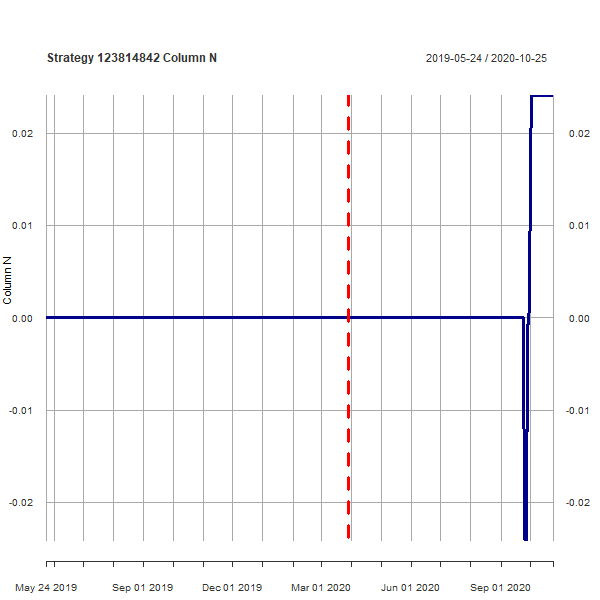 Strategy 123814842 Column N
2019-05-24 / 2020-10-25
0.02
0.02
0.01
0.01
Column N
0.00
0.00
-0.01
-0.01
-0.02
-0.02
May 24 2019
Sep 01 2019
Dec 01 2019
Mar 01 2020
Jun 01 2020
Sep 01 2020